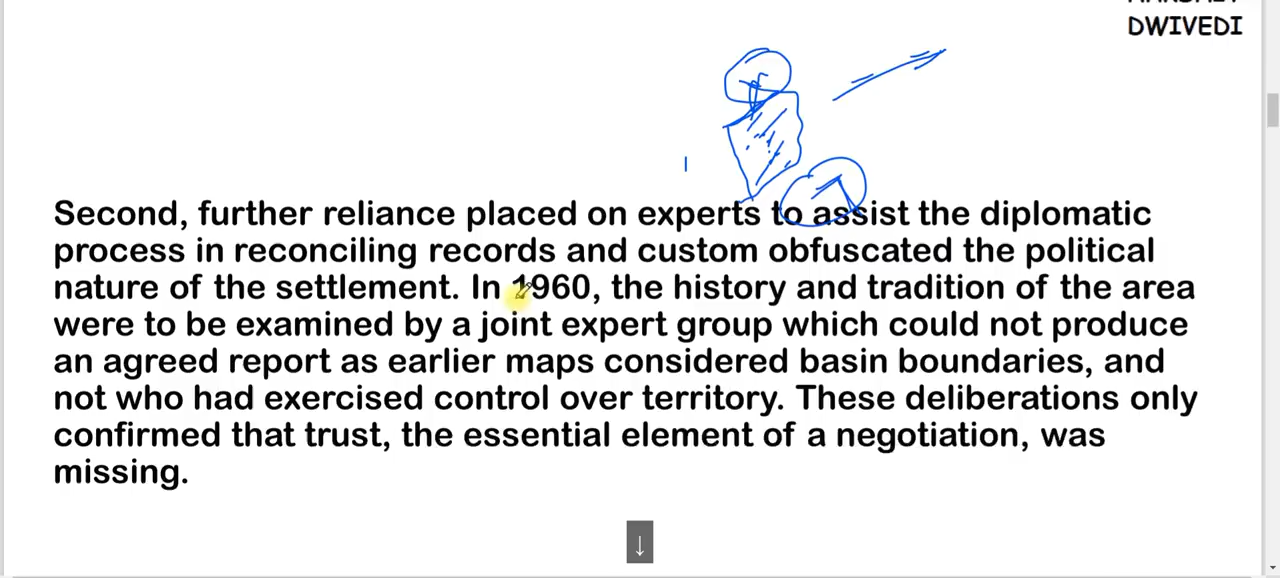 DWIVEDI
Second, further reliance placed on experts to assist the diplomatic
process in reconciling records and custom obfuscated the political
nature of the settlement. In 1960, the history and tradition of the area
were to be examined by a joint expert group which could not produce
an agreed report as earlier maps considered basin boundaries, and
not who had exercised control over territory. These deliberations only
confirmed that trust, the essential element of a negotiation, was
missing.